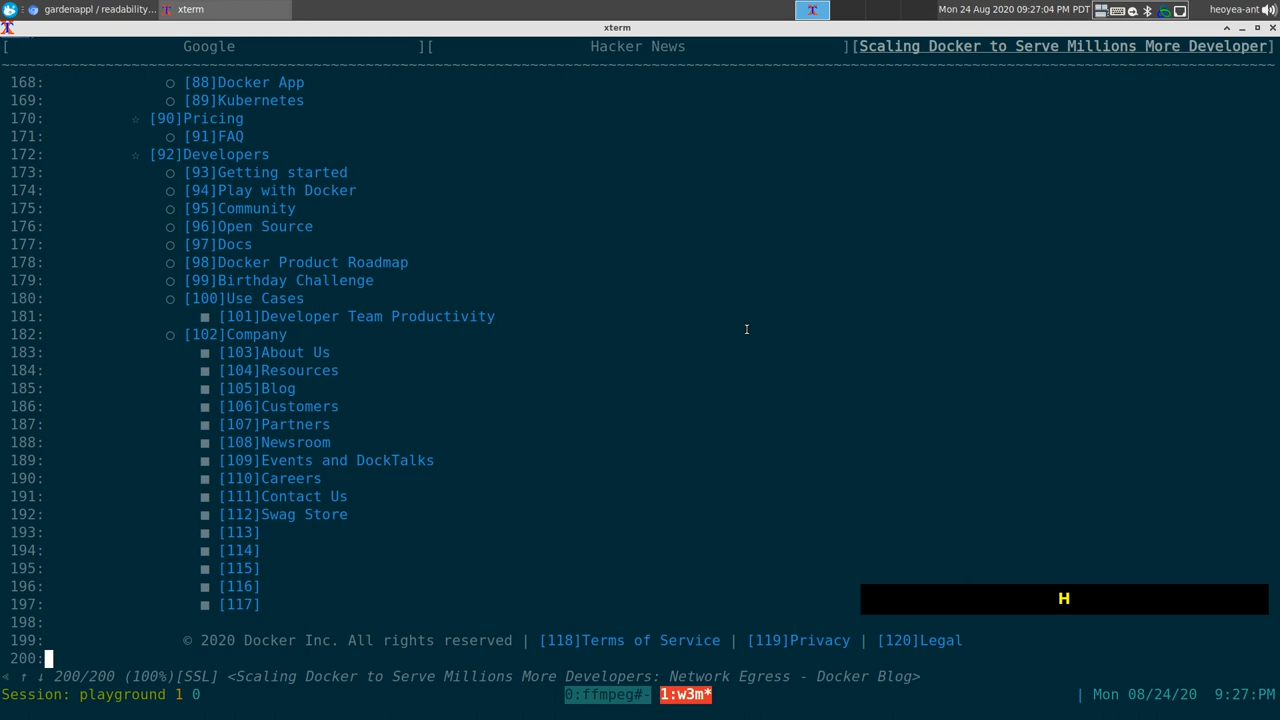 gardenappl / readability... xterm Mon 24 Aug 2020 09:27:04 PM PDT heoyea-ant
xterm
[ Google ][ Hacker News ][Scaling Docker to Serve Millions More Developer]
168: ○ [88]Docker App
169: ○ [89]Kubernetes
170: ☆ [90]Pricing
171: ○ [91]FAQ
172: ☆ [92]Developers
173: ○ [93]Getting started
174: ○ [94]Play with Docker
175: ○ [95]Community
176: ○ [96]Open Source
177: ○ [97]Docs
178: ○ [98]Docker Product Roadmap
179: ○ [99]Birthday Challenge
180: ○ [100]Use Cases
181: ■ [101]Developer Team Productivity
182: ○ [102]Company
183: ■ [103]About Us
184: ■ [104]Resources
185: ■ [105]Blog
186: ■ [106]Customers
187: ■ [107]Partners
188: ■ [108]Newsroom
189: ■ [109]Events and DockTalks
190: ■ [110]Careers
191: ■ [111]Contact Us
192: ■ [112]Swag Store
193: ■ [113]
194: ■ [114]
195: ■ [115]
196: ■ [116]
197: ■ [117]
H
198:
199: © 2020 Docker Inc. All rights reserved | [118]Terms of Service | [119]Privacy | [120]Legal
200:
« ↑ ↓ 200/200 (100%)[SSL] <Scaling Docker to Serve Millions More Developers: Network Egress - Docker Blog>
Session: playground 1 0 0:ffmpeg#- 1:w3m* | Mon 08/24/20 9:27PM